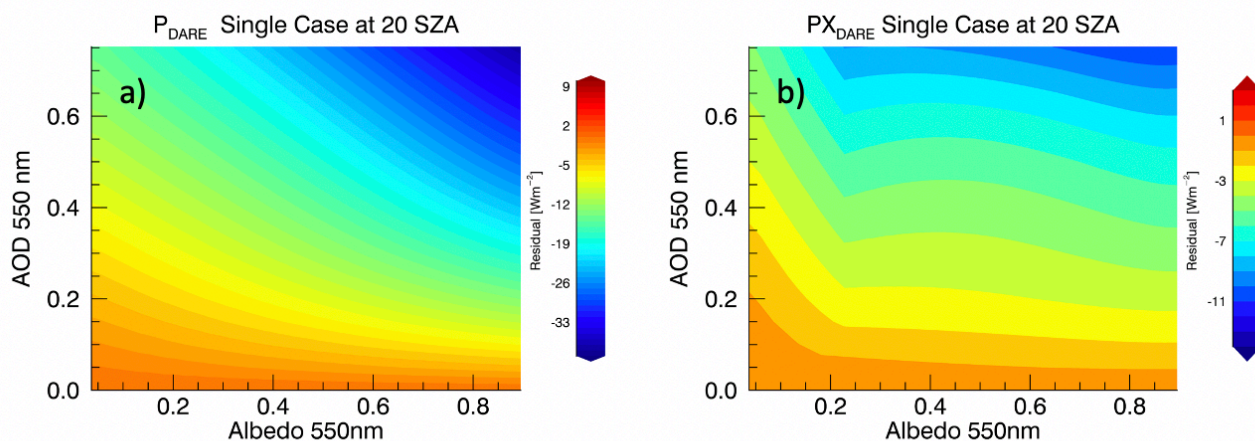 P_DARE Single Case at 20 SZA
a)
AOD 550 nm
0.6
0.4
0.2
0.0
0.2 0.4 0.6 0.8
Albedo 550nm
9
2
-5
-12
-19
-26
-33
Residual [Wm⁻²]
PX_DARE Single Case at 20 SZA
b)
AOD 550 nm
0.6
0.4
0.2
0.0
0.2 0.4 0.6 0.8
Albedo 550nm
Residual [Wm⁻²]
1
-3
-7
-11